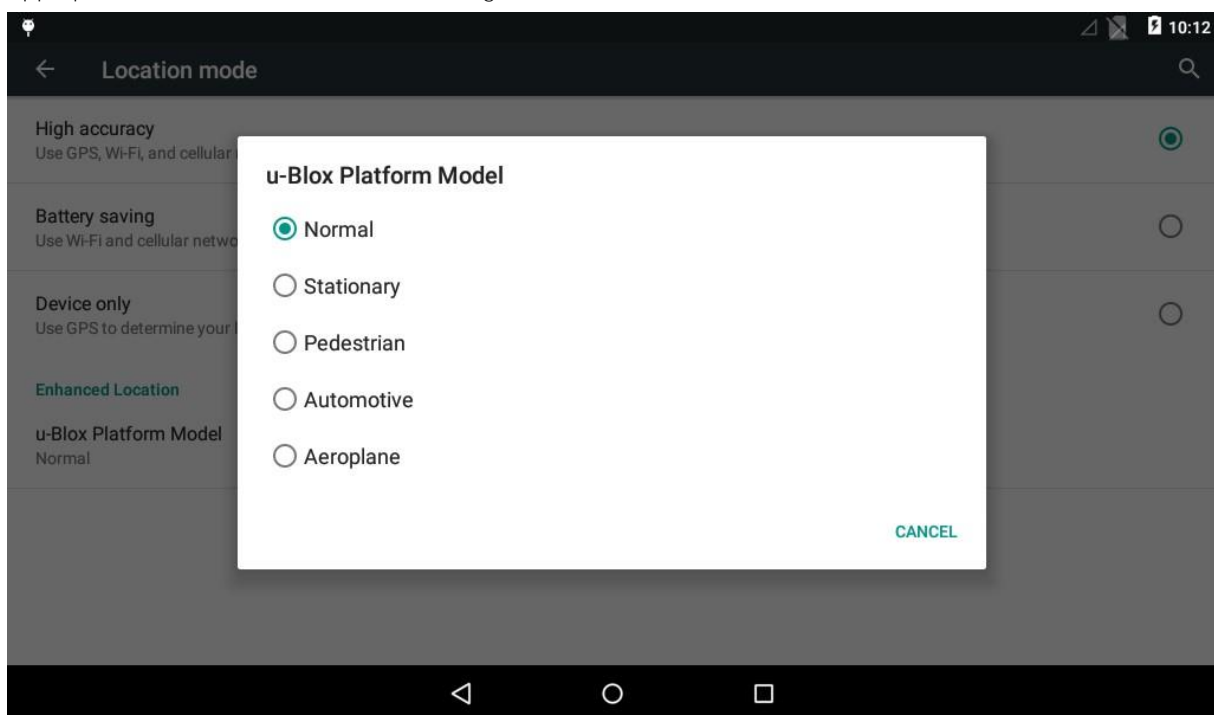 10:12
Location mode
High accuracy
Use GPS, Wi-Fi, and cellular
u-Blox Platform Model
Normal
Battery saving
Use Wi-Fi and cellular netwo
Stationary
Device only
Use GPS to determine your
Pedestrian
Enhanced Location
Automotive
u-Blox Platform Model
Normal
Aeroplane
CANCEL